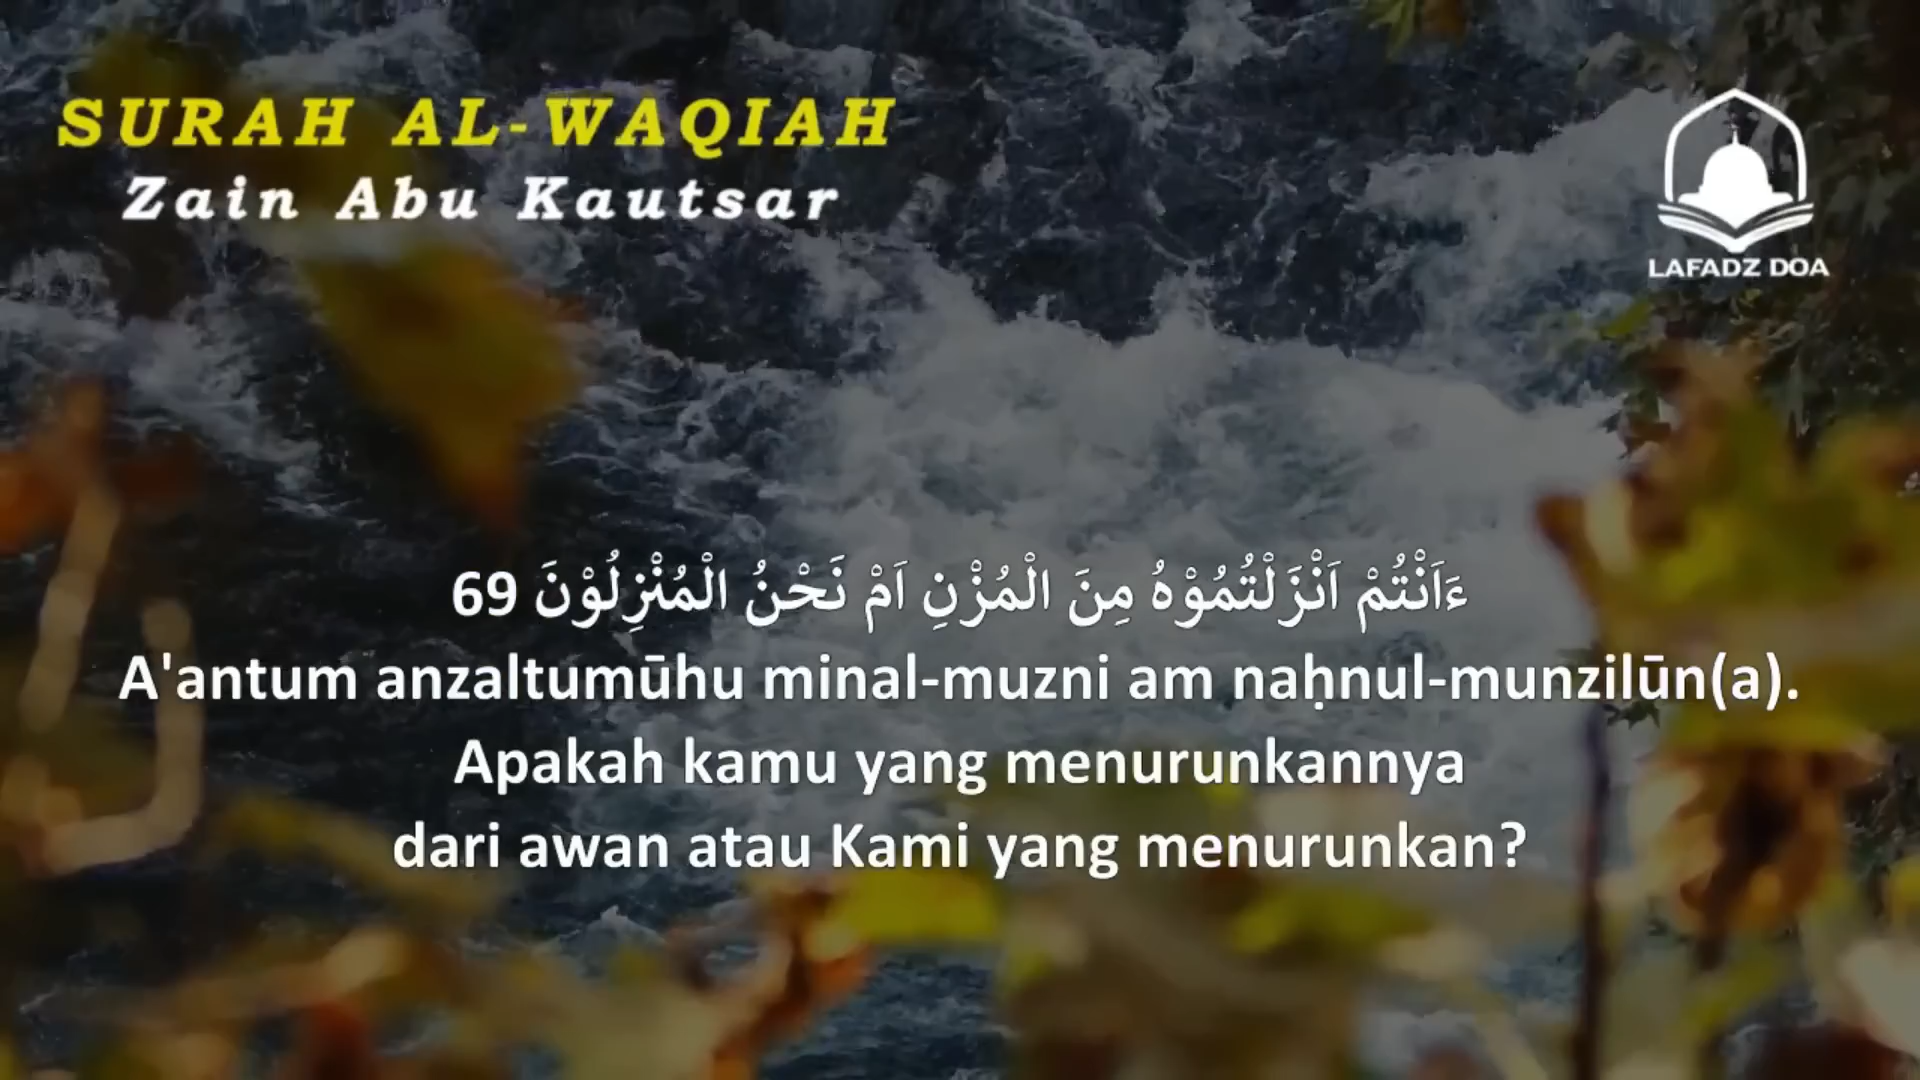 SURAH AL-WAQIAH
Zain Abu Kautsar
LAFADZ DOA
ءَاَنْتُمْ اَنْزَلْتُمُوْهُ مِنَ الْمُزْنِ اَمْ نَحْنُ الْمُنْزِلُوْنَ 69
A'antum anzaltumūhu minal-muzni am naḥnul-munzilūn(a).
Apakah kamu yang menurunkannya
dari awan atau Kami yang menurunkan?